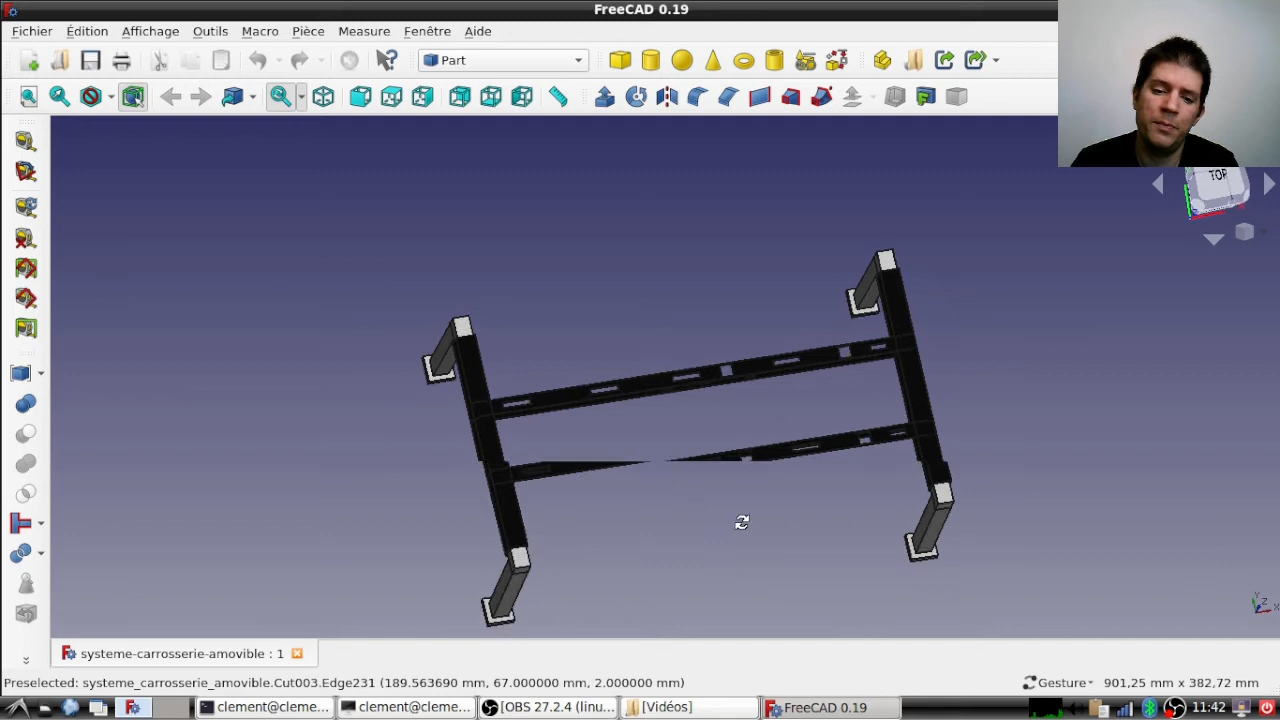 FreeCAD 0.19
Fichier Édition Affichage Outils Macro Pièce Measure Fenêtre Aide
Part
TOP
systeme-carrosserie-amovible : 1
Preselected: systeme_carrosserie_amovible.Cut003.Edge231 (189.563690 mm, 67.000000 mm, 2.000000 mm)
Gesture 901,25 mm x 382,72 mm
clement@cleme... clement@cleme... [OBS 27.2.4 (linu... [Vidéos] FreeCAD 0.19 11:42